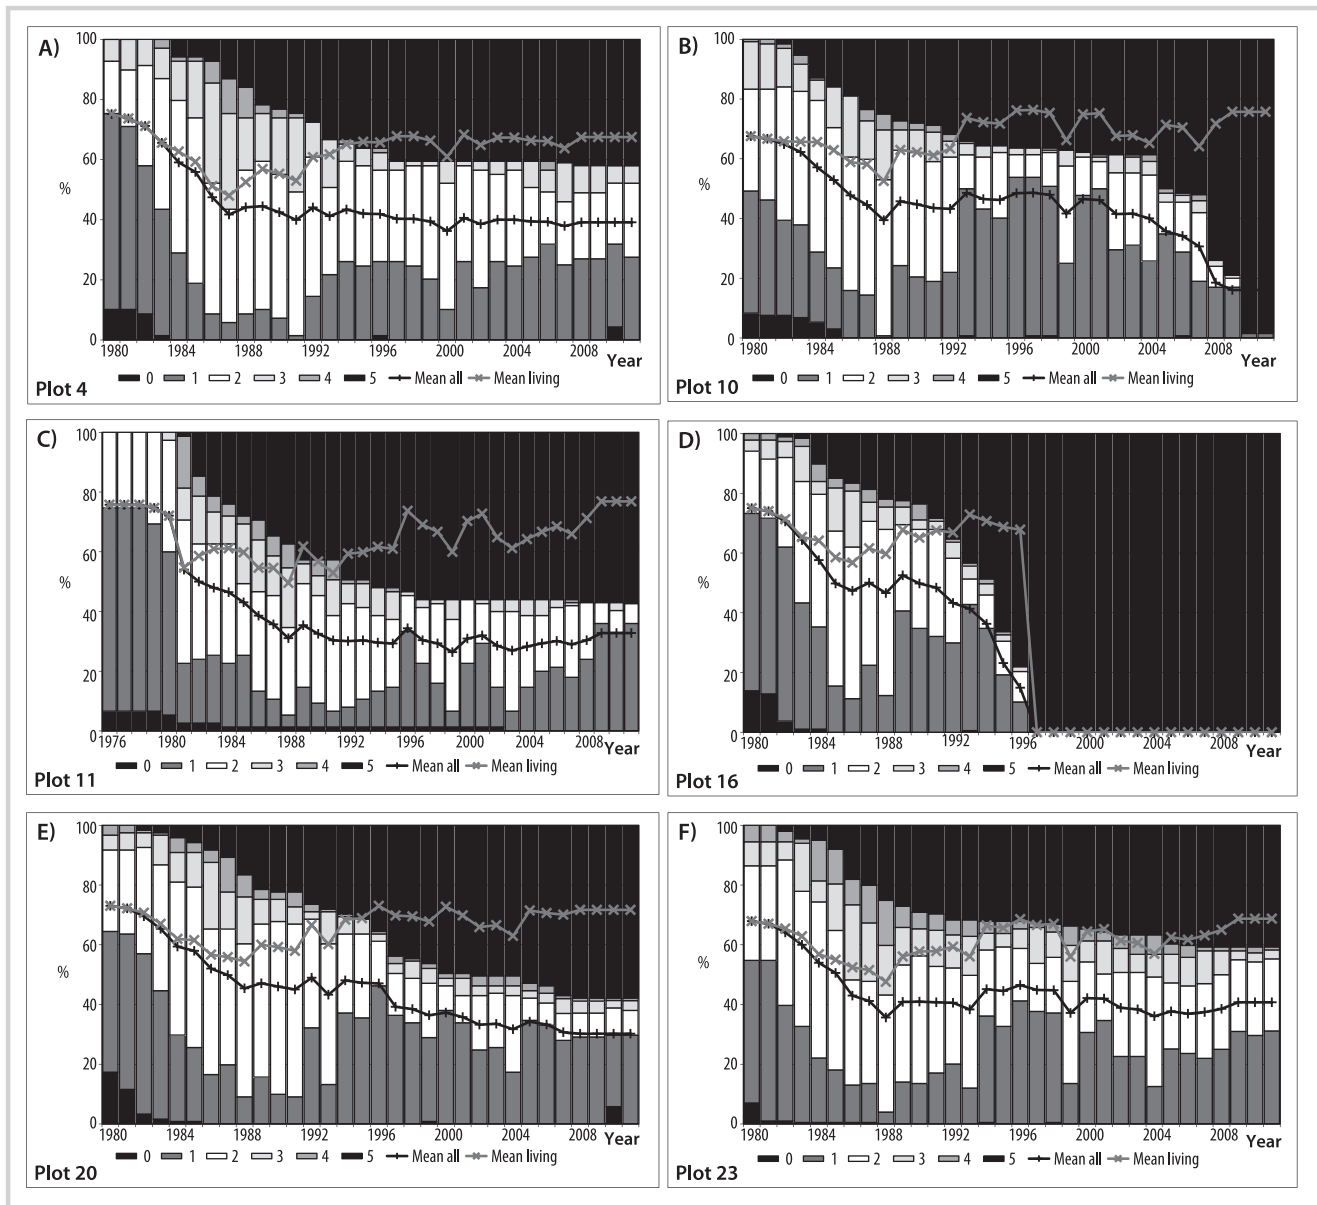 A)
100
80
60
%
40
20
0
1980 1984 1988 1992 1996 2000 2004 2008 Year
0 1 2 3 4 5 Mean all Mean living
Plot 4
B)
100
80
60
%
40
20
0
1980 1984 1988 1992 1996 2000 2004 2008 Year
0 1 2 3 4 5 Mean all Mean living
Plot 10
C)
100
80
60
%
40
20
0
1976 1980 1984 1988 1992 1996 2000 2004 2008 Year
0 1 2 3 4 5 Mean all Mean living
Plot 11
D)
100
80
60
%
40
20
0
1980 1984 1988 1992 1996 2000 2004 2008 Year
0 1 2 3 4 5 Mean all Mean living
Plot 16
E)
100
80
60
%
40
20
0
1980 1984 1988 1992 1996 2000 2004 2008 Year
0 1 2 3 4 5 Mean all Mean living
Plot 20
F)
100
80
60
%
40
20
0
1980 1984 1988 1992 1996 2000 2004 2008 Year
0 1 2 3 4 5 Mean all Mean living
Plot 23